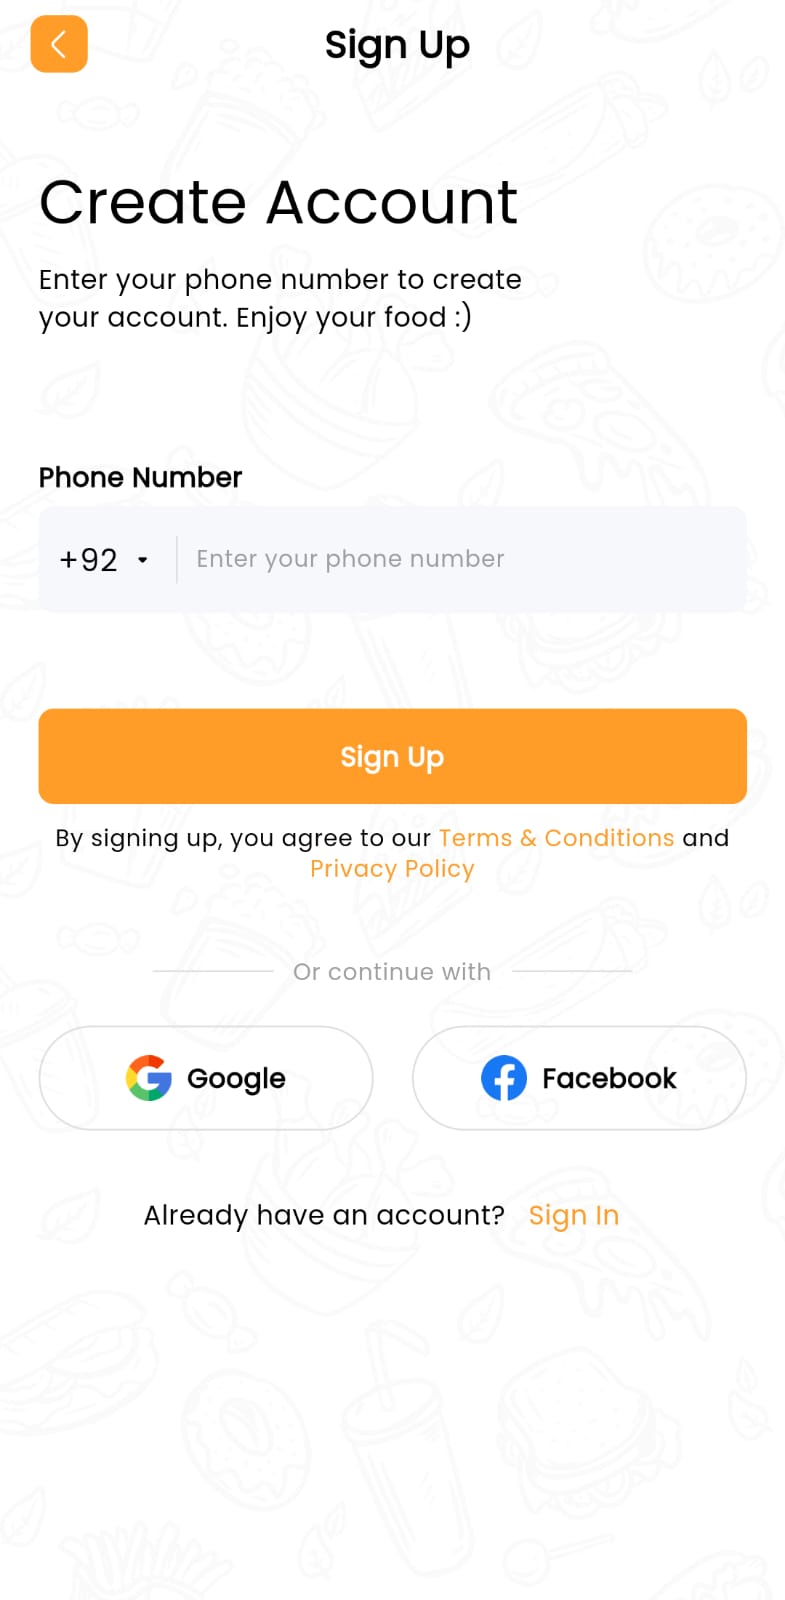 Sign Up
Create Account
Enter your phone number to create
your account. Enjoy your food :)
Phone Number
+92
Enter your phone number
Sign Up
By signing up, you agree to our Terms & Conditions and
Privacy Policy
Or continue with
Google
Facebook
Already have an account? Sign In